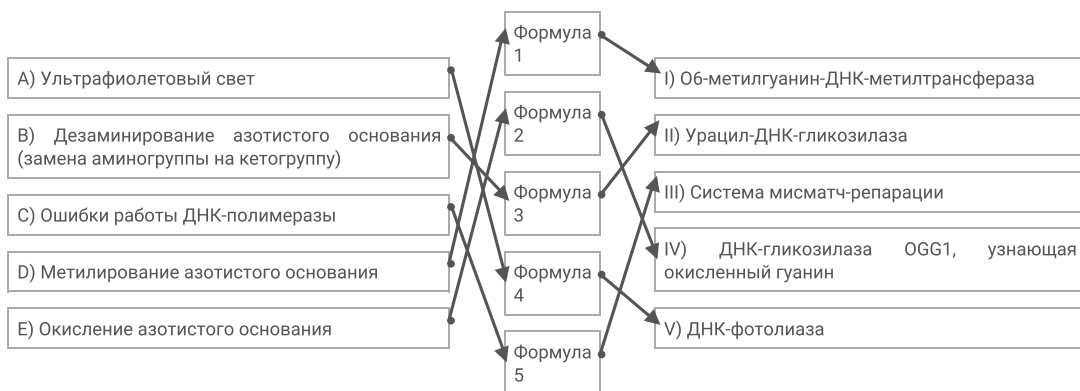 A) Ультрафиолетовый свет
B) Дезаминирование азотистого основания
(замена аминогруппы на кетогруппу)
C) Ошибки работы ДНК-полимеразы
D) Метилирование азотистого основания
E) Окисление азотистого основания
Формула
1
Формула
2
Формула
3
Формула
4
Формула
5
I) О6-метилгуанин-ДНК-метилтрансфераза
II) Урацил-ДНК-гликозилаза
III) Система мисматч-репарации
IV) ДНК-гликозилаза OGG1, узнающая
окисленный гуанин
V) ДНК-фотолиаза